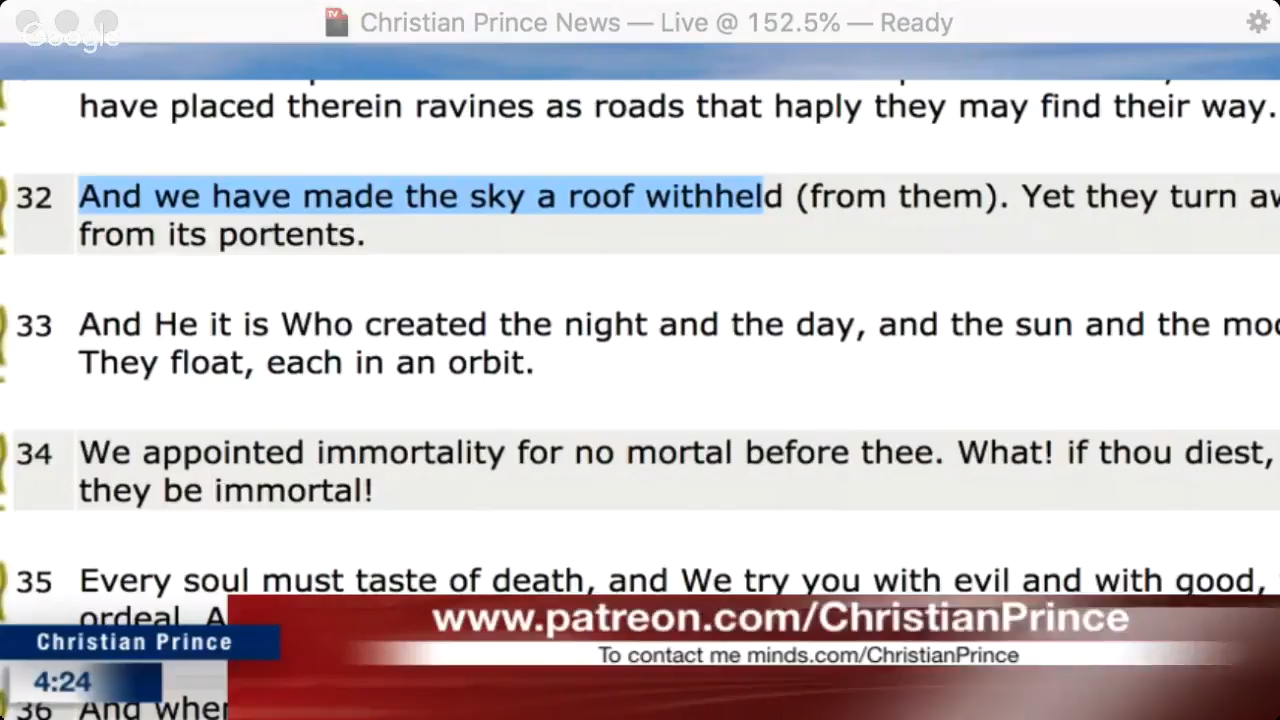 Christian Prince News — Live @ 152.5% — Ready
Google
have placed therein ravines as roads that haply they may find their way.
32 And we have made the sky a roof withheld (from them). Yet they turn
from its portents.
33 And He it is Who created the night and the day, and the sun and the
They float, each in an orbit.
34 We appointed immortality for no mortal before thee. What! if thou diest,
they be immortal!
35 Every soul must taste of death, and We try you with evil and with good,
ordeal. A
www.patreon.com/ChristianPrince
Christian Prince
To contact me minds.com/ChristianPrince
4:24
36 And when